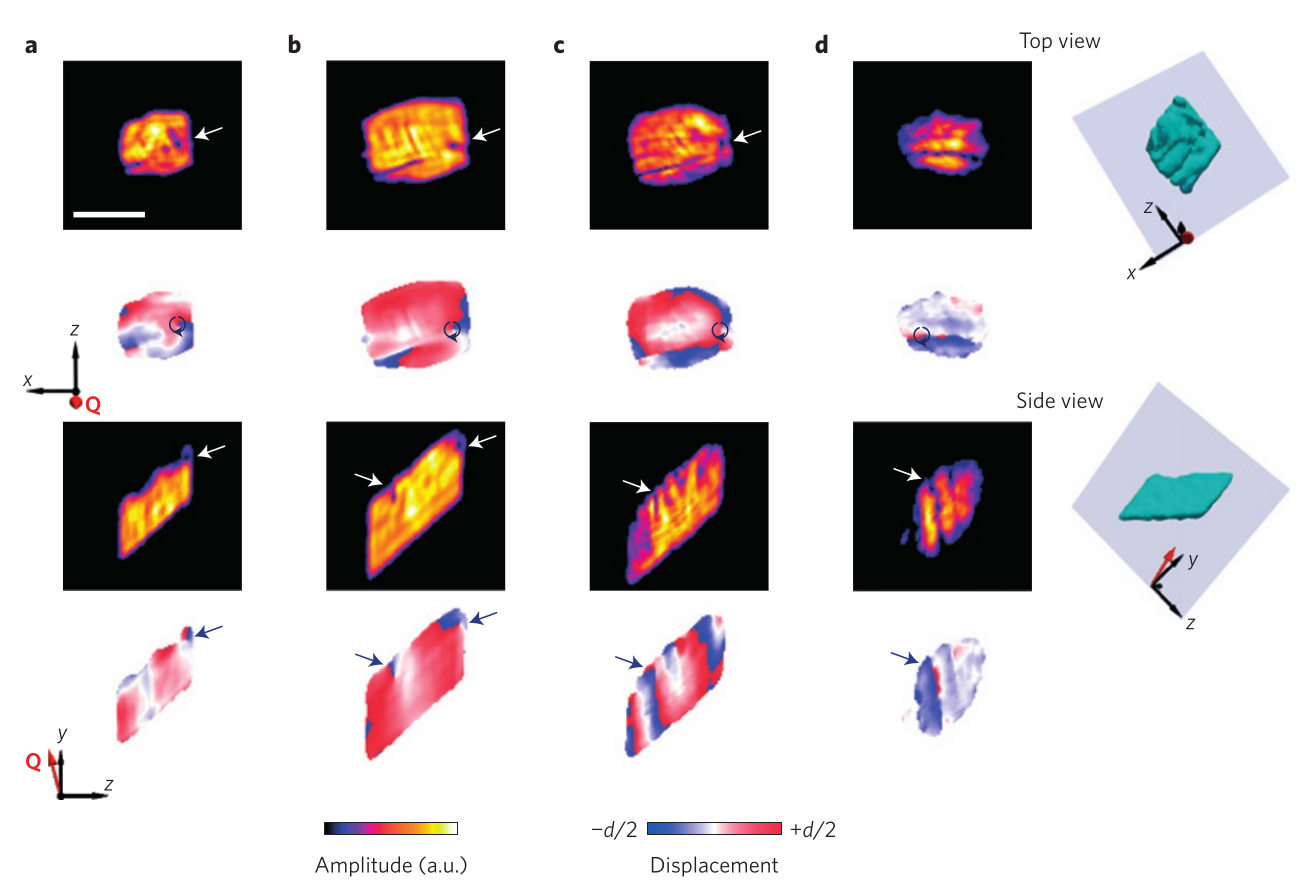 a
b
c
d
Top view
z
x
z
x
Q
Side view
y
z
y
Q
z
−d/2
+d/2
Amplitude (a.u.)
Displacement